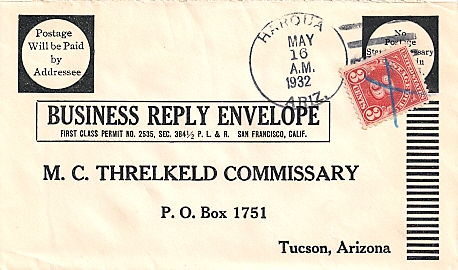 Postage
Will be Paid
by
Addressee
HARQUA
MAY
16
A.M.
1932
ARIZ.
No
Postage
in
BUSINESS REPLY ENVELOPE
FIRST CLASS PERMIT NO. 2535, SEC. 384½ P. L. & R. SAN FRANCISCO, CALIF.
M. C. THRELKELD COMMISSARY
P. O. Box 1751
Tucson, Arizona